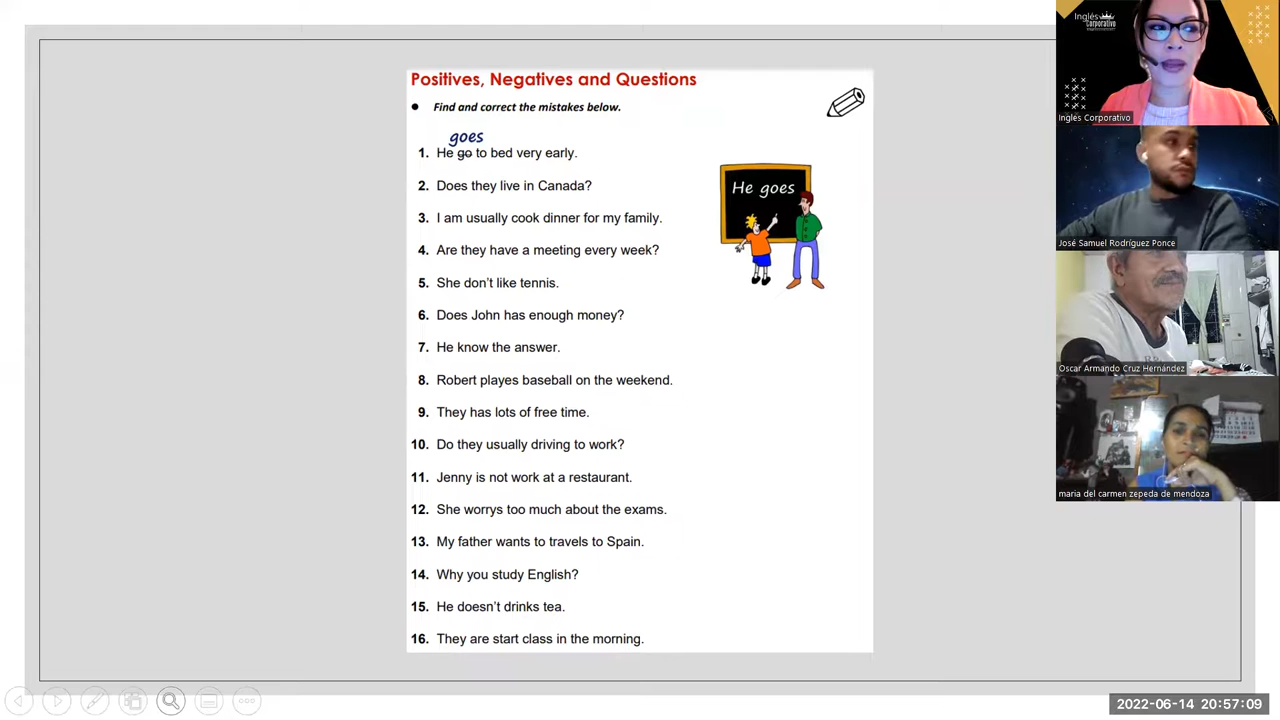 Positives, Negatives and Questions
● Find and correct the mistakes below.
goes
1. He go to bed very early.
2. Does they live in Canada?
3. I am usually cook dinner for my family.
4. Are they have a meeting every week?
5. She don't like tennis.
6. Does John has enough money?
7. He know the answer.
8. Robert playes baseball on the weekend.
9. They has lots of free time.
10. Do they usually driving to work?
11. Jenny is not work at a restaurant.
12. She worrys too much about the exams.
13. My father wants to travels to Spain.
14. Why you study English?
15. He doesn't drinks tea.
16. They are start class in the morning.
He goes
Inglés
Corporativo
Inglés Corporativo
José Samuel Rodríguez Ponce
Oscar Armando Cruz Hernández
maria del carmen zepeda de mendoza
2022-06-14 20:57:09